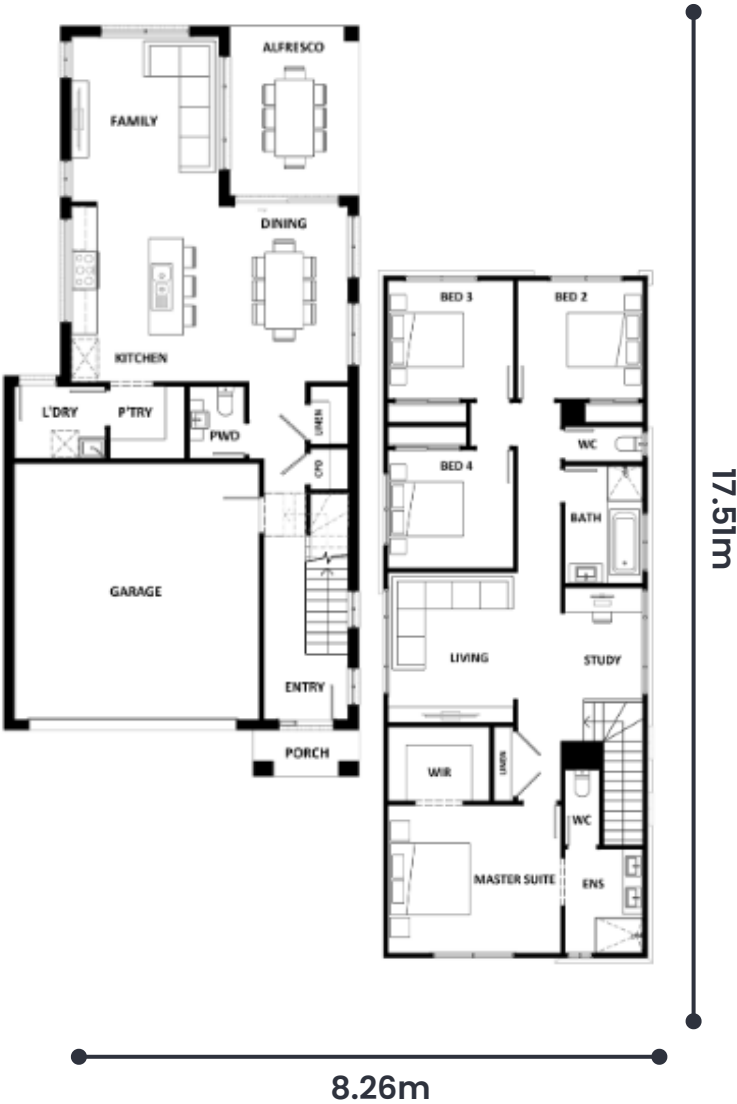 ALFRESCO
FAMILY
DINING
KITCHEN
L'DRY
P'TRY
PWD
LINEN
CPD
GARAGE
ENTRY
PORCH
BED 3
BED 2
WC
BED 4
BATH
LIVING
STUDY
WIR
LINEN
WC
MASTER SUITE
ENS
17.51m
8.26m